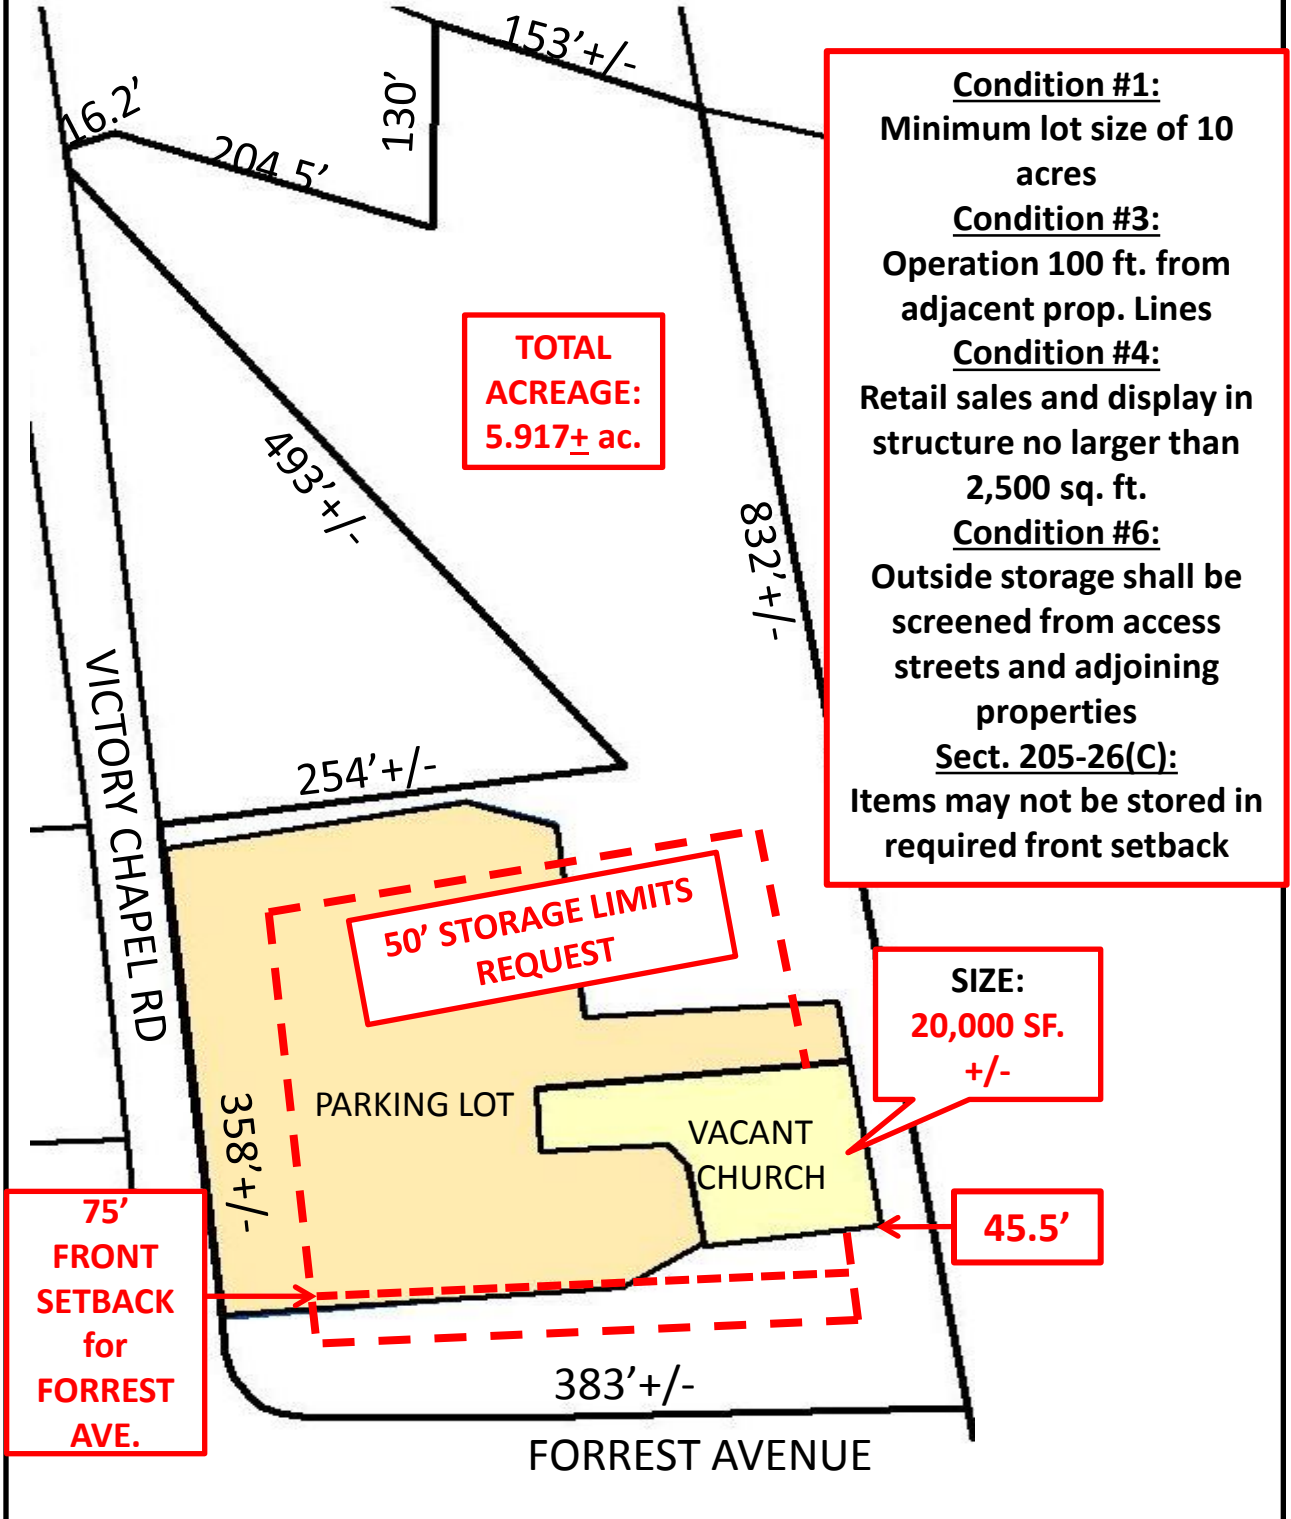 153’+/-
16.2’
130’
204.5’
Condition #1:
Minimum lot size of 10
acres
Condition #3:
Operation 100 ft. from
adjacent prop. Lines
Condition #4:
Retail sales and display in
structure no larger than
2,500 sq. ft.
Condition #6:
Outside storage shall be
screened from access
streets and adjoining
properties
Sect. 205-26(C):
Items may not be stored in
required front setback
TOTAL
ACREAGE:
5.917± ac.
493’+/-
832’+/-
VICTORY CHAPEL RD
254’+/-
50’ STORAGE LIMITS
REQUEST
SIZE:
20,000 SF.
+/-
PARKING LOT
358’+/-
VACANT
CHURCH
75’
FRONT
SETBACK
for
FORREST
AVE.
45.5’
383’+/-
FORREST AVENUE